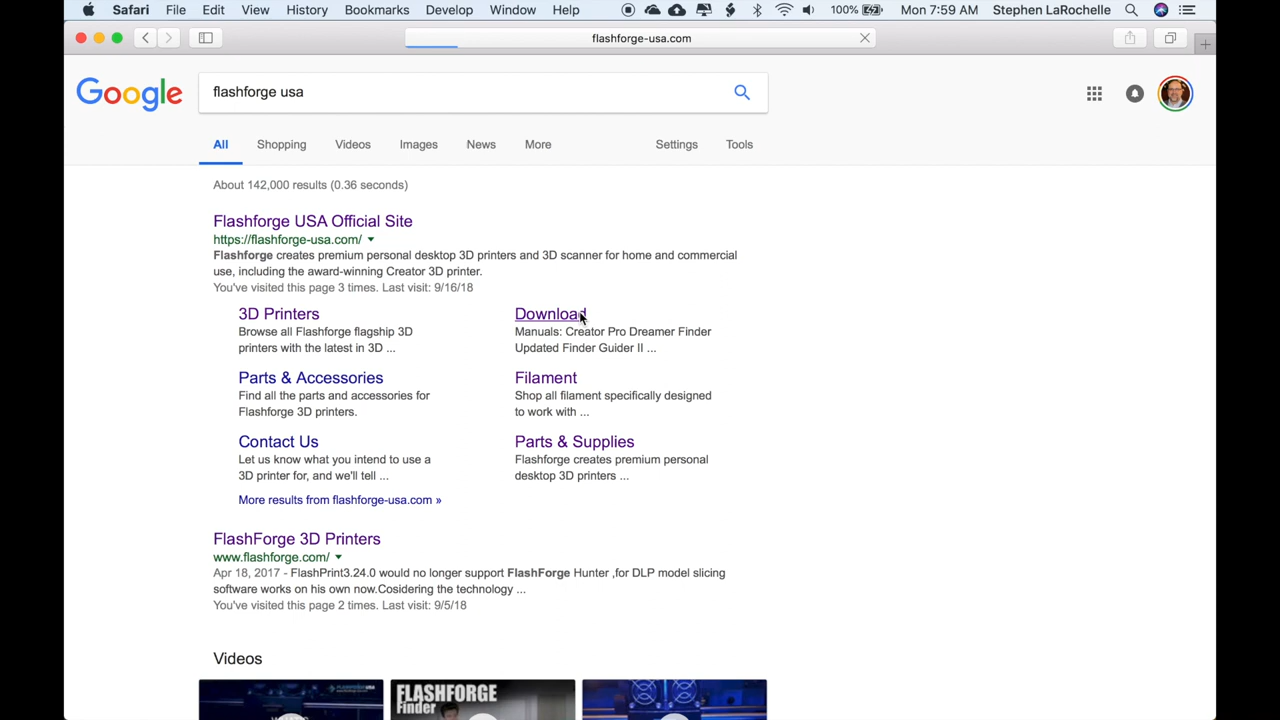 Safari File Edit View History Bookmarks Develop Window Help 100% Mon 7:59 AM Stephen LaRochelle
flashforge-usa.com
Google
flashforge usa
All Shopping Videos Images News More Settings Tools
About 142,000 results (0.36 seconds)
Flashforge USA Official Site
https://flashforge-usa.com/
Flashforge creates premium personal desktop 3D printers and 3D scanner for home and commercial
use, including the award-winning Creator 3D printer.
You've visited this page 3 times. Last visit: 9/16/18
3D Printers
Browse all Flashforge flagship 3D
printers with the latest in 3D ...
Download
Manuals: Creator Pro Dreamer Finder
Updated Finder Guider II ...
Parts & Accessories
Find all the parts and accessories for
Flashforge 3D printers.
Filament
Shop all filament specifically designed
to work with ...
Contact Us
Let us know what you intend to use a
3D printer for, and we'll tell ...
Parts & Supplies
Flashforge creates premium personal
desktop 3D printers ...
More results from flashforge-usa.com »
FlashForge 3D Printers
www.flashforge.com/
Apr 18, 2017 - FlashPrint3.24.0 would no longer support FlashForge Hunter ,for DLP model slicing
software works on his own now.Cosidering the technology ...
You've visited this page 2 times. Last visit: 9/5/18
Videos
FLASHFORGE
Finder